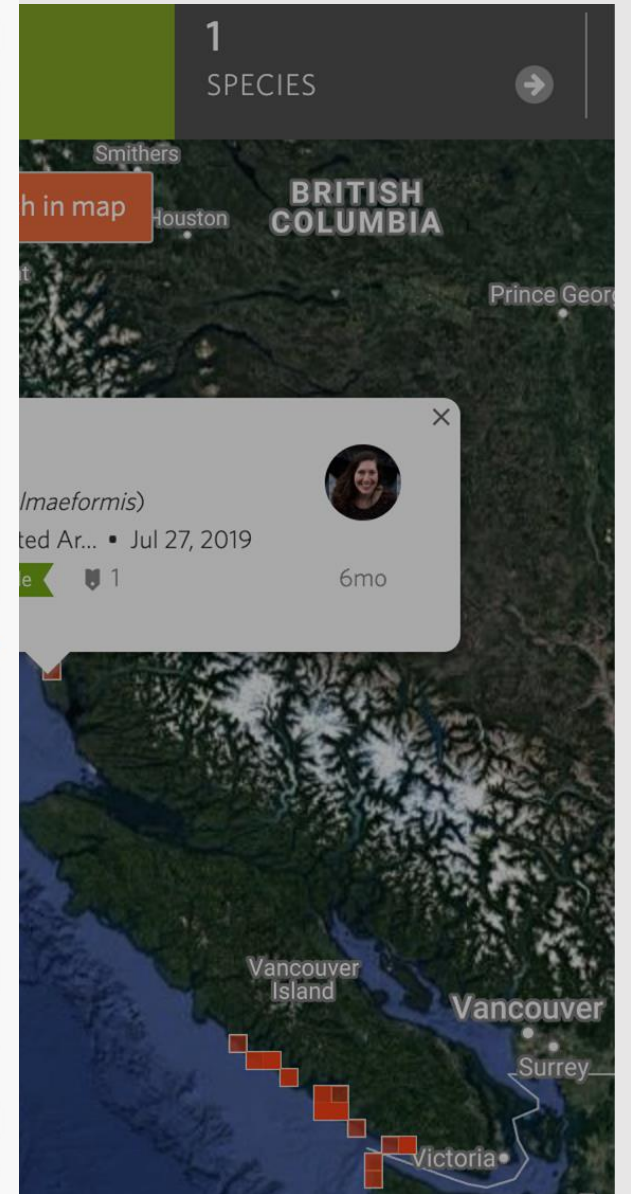 1
SPECIES
Smithers
h in map
Houston
BRITISH
COLUMBIA
t
Prince Geor
lmaeformis)
ted Ar... • Jul 27, 2019
e
1
6mo
Vancouver
Island
Vancouver
Surrey
Victoria